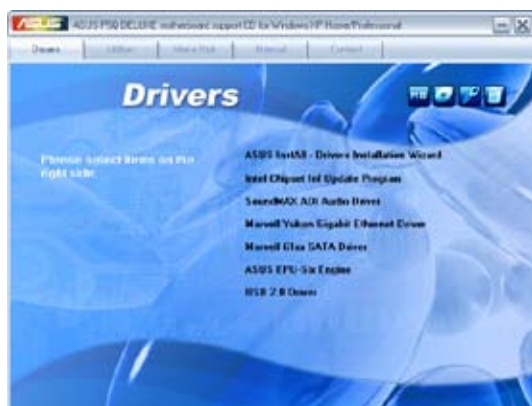 ASUS
ASUS P5Q DELUXE motherboard support CD for Windows XP Home/Professional
Drivers
Utilities
Make Disk
Manual
Contact
Drivers
Please select items on the right side.
ASUS InstAll - Drivers Installation Wizard
Intel Chipset Inf Update Program
SoundMAX ADI Audio Driver
Marvell Yukon Gigabit Ethernet Driver
Marvell 61xx SATA Driver
ASUS EPU-Six Engine
USB 2.0 Driver